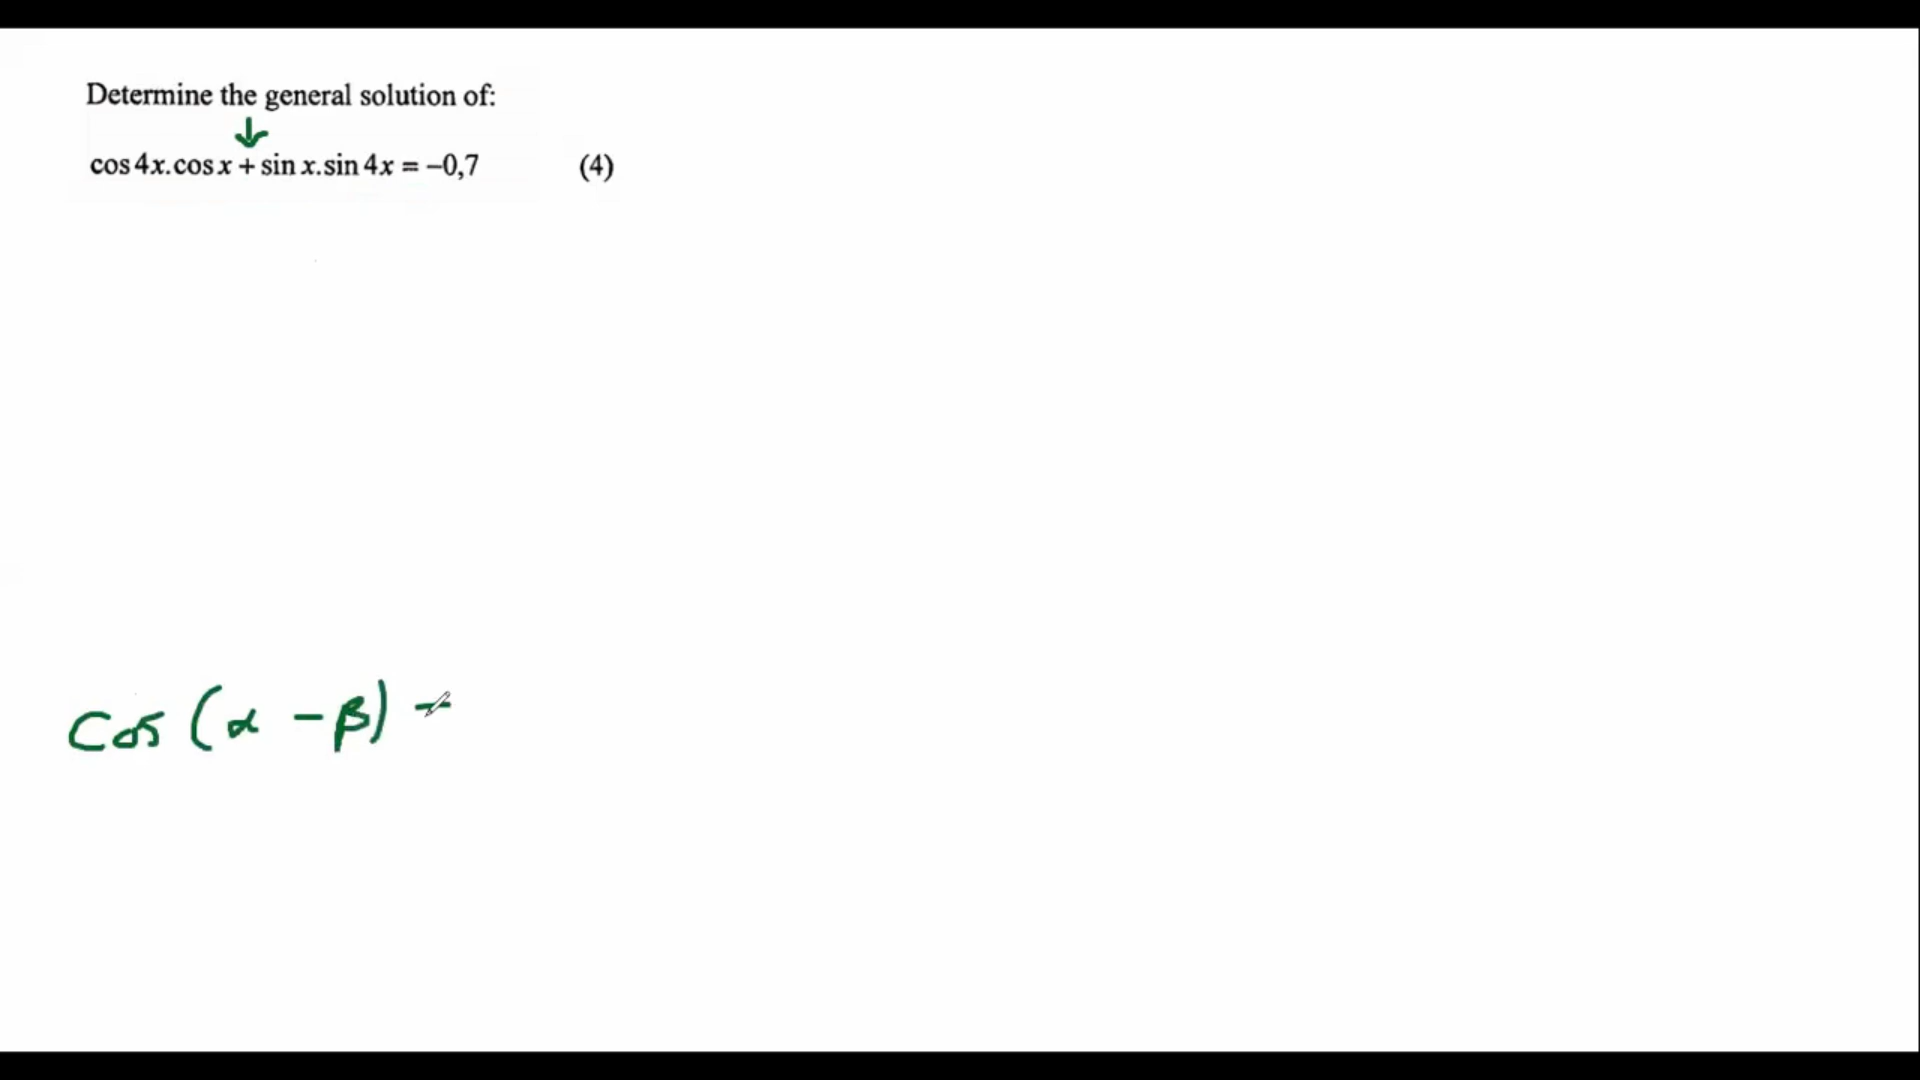 Determine the general solution of:
cos 4x.cos x + sin x.sin 4x = –0,7 (4)
cos (α – β) =